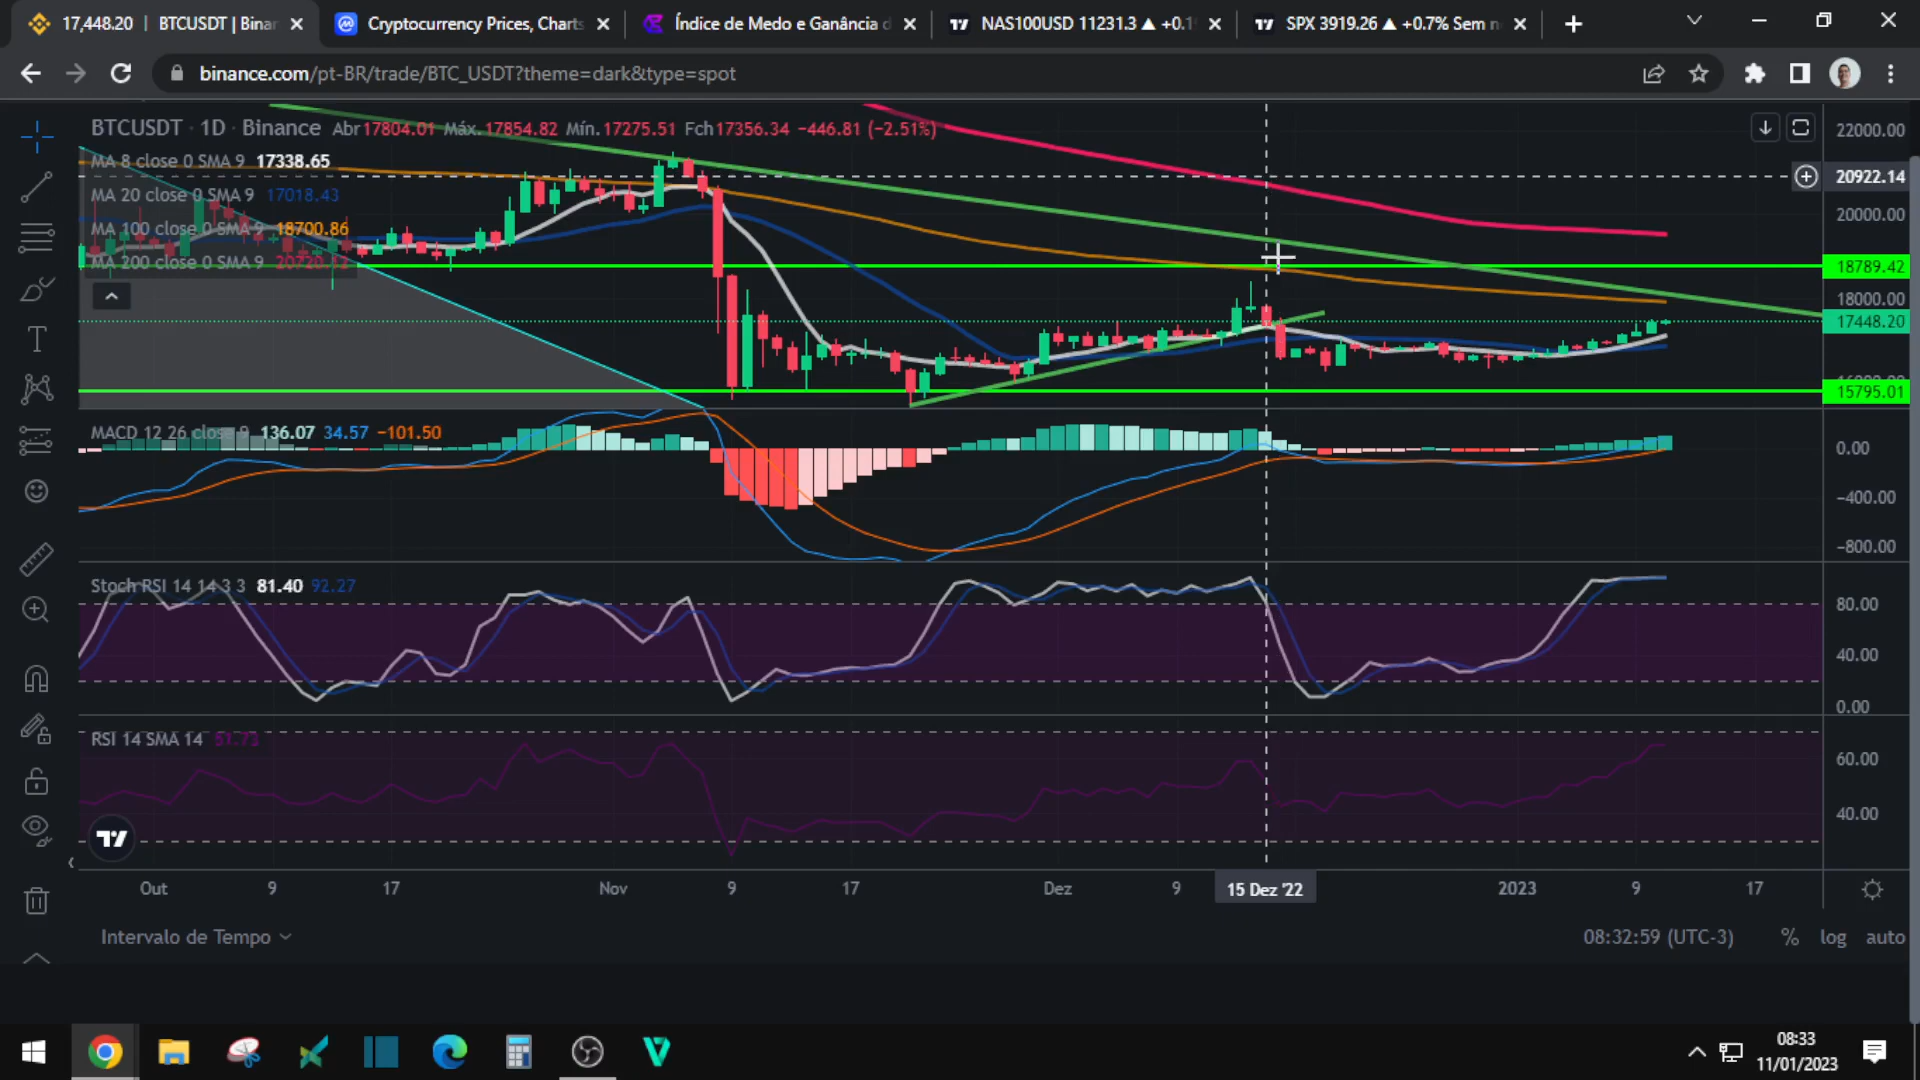 17,448.20 | BTCUSDT | Binan
Cryptocurrency Prices, Charts
Índice de Medo e Ganância d
NAS100USD 11231.3 ▲ +0.1
SPX 3919.26 ▲ +0.7% Sem n
binance.com/pt-BR/trade/BTC_USDT?theme=dark&type=spot
BTCUSDT · 1D · Binance Abr17804.01 Máx.17854.82 Mín.17275.51 Fch17356.34 −446.81 (−2.51%)
MA 8 close 0 SMA 9 17338.65
MA 20 close 0 SMA 9 17018.43
MA 100 close 0 SMA 9 18700.86
MA 200 close 0 SMA 9 20720.12
22000.00
20922.14
20000.00
18789.42
18000.00
17448.20
15795.01
MACD 12 26 close 9 136.07 34.57 −101.50
0.00
−400.00
−800.00
Stoch RSI 14 14 3 3 81.40 92.27
80.00
40.00
0.00
RSI 14 SMA 14 61.73
60.00
40.00
Out 9 17 Nov 9 17 Dez 9 15 Dez '22 2023 9 17
Intervalo de Tempo
08:32:59 (UTC-3) % log auto
08:33
11/01/2023